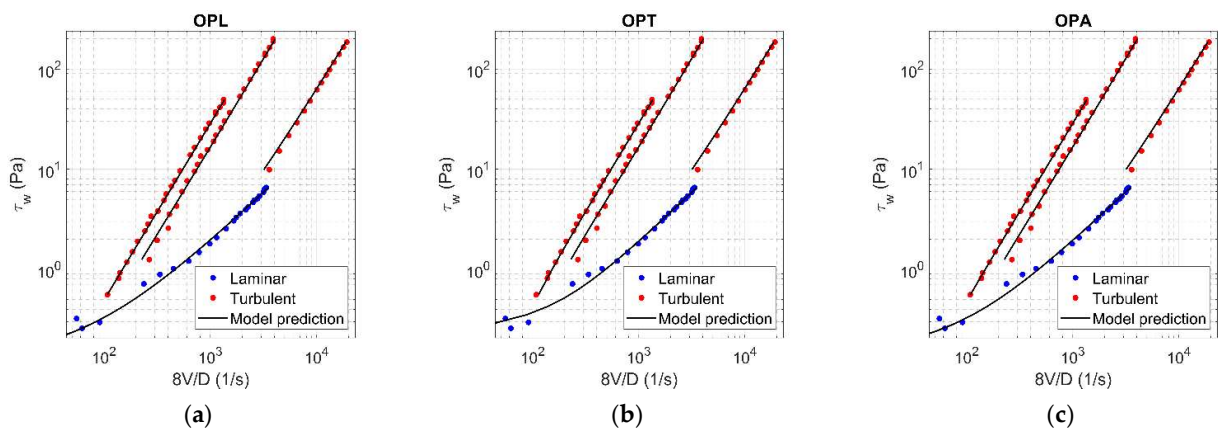 OPL
10²
10¹
10⁰
τw (Pa)
Laminar
Turbulent
Model prediction
10² 10³ 10⁴
8V/D (1/s)
(a)
OPT
10²
10¹
10⁰
τw (Pa)
Laminar
Turbulent
Model prediction
10² 10³ 10⁴
8V/D (1/s)
(b)
OPA
10²
10¹
10⁰
τw (Pa)
Laminar
Turbulent
Model prediction
10² 10³ 10⁴
8V/D (1/s)
(c)